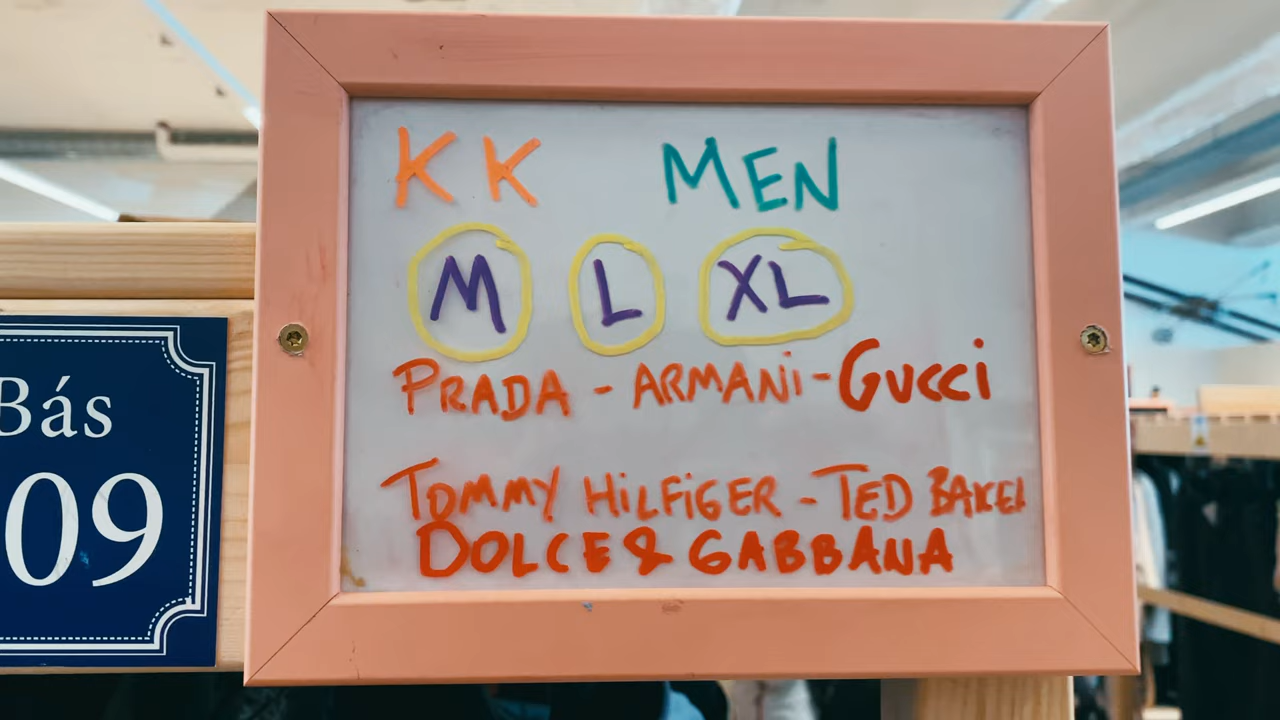 KK MEN
M L XL
PRADA - ARMANi - GUCCi
TOMMY HiLFiGER - TED BAKER
DOLCE & GABBANA
Bás
09